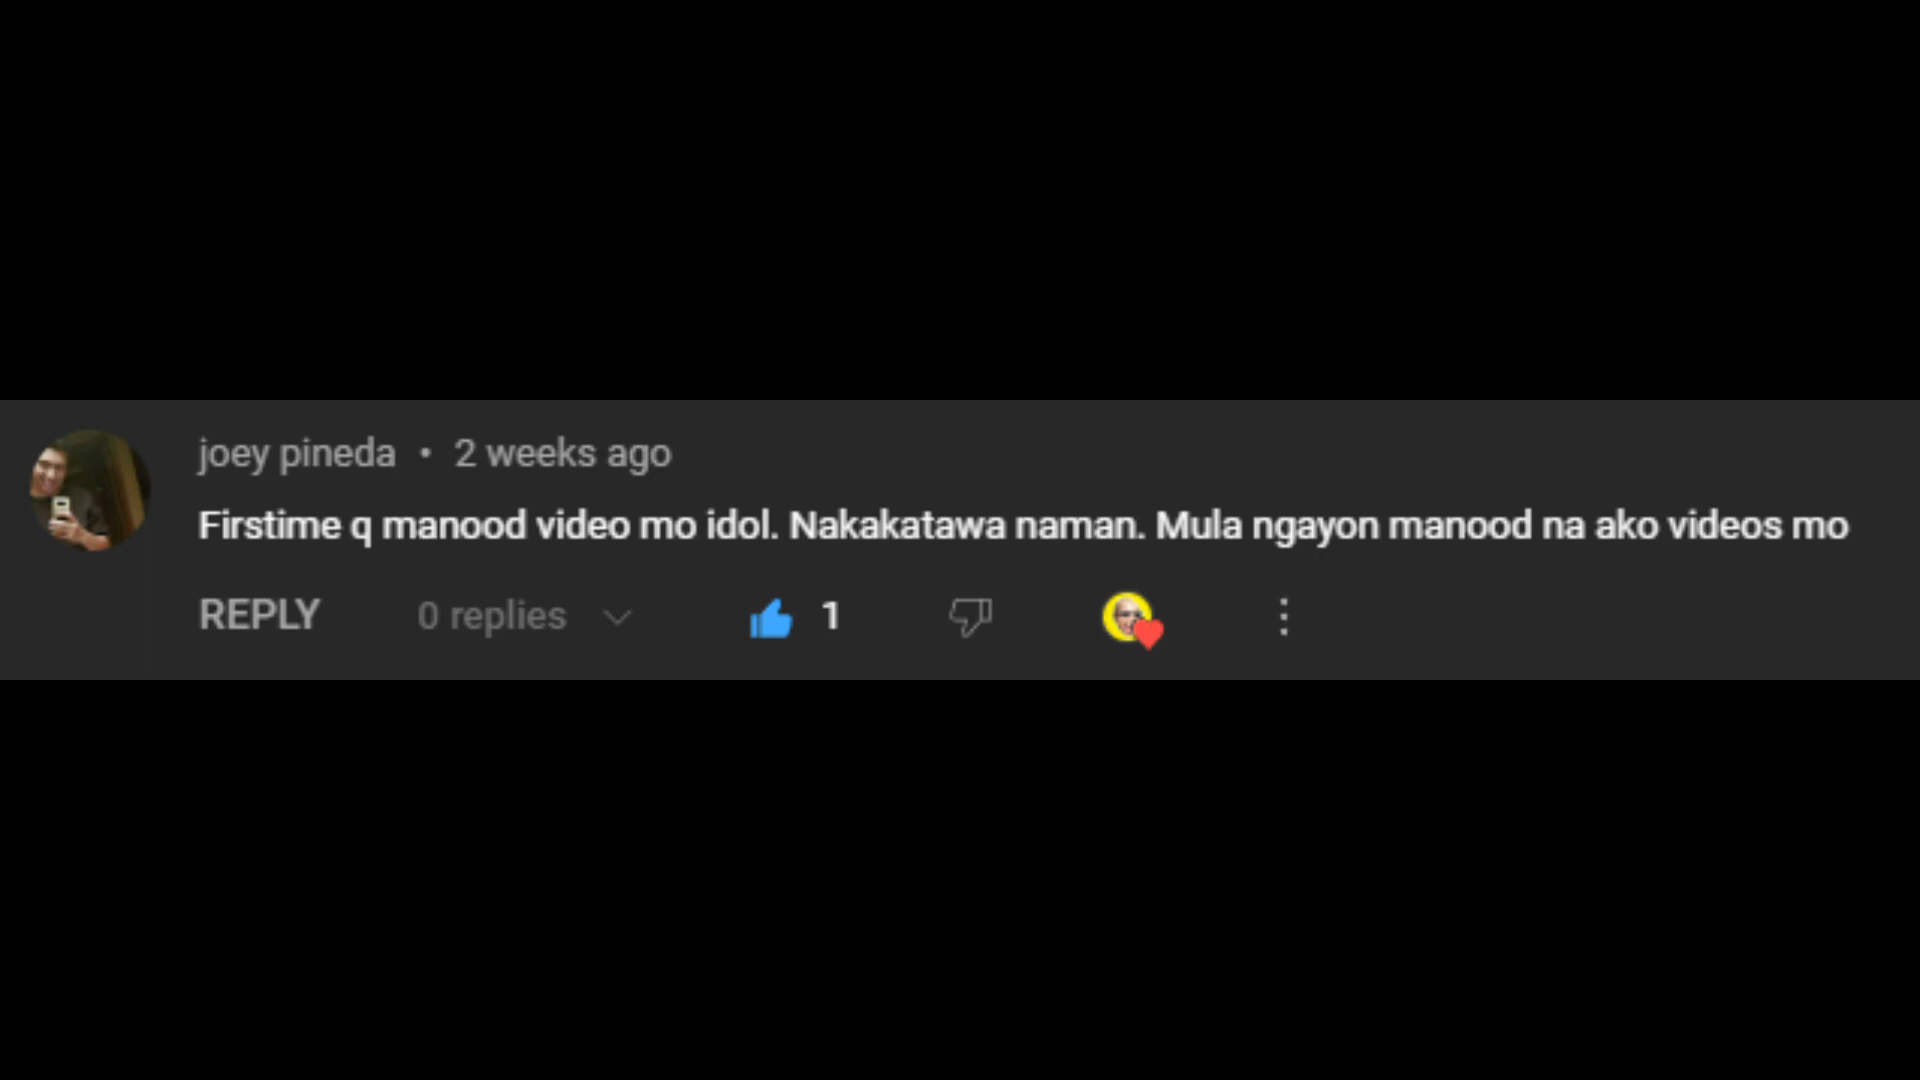 joey pineda • 2 weeks ago
Firstime q manood video mo idol. Nakakatawa naman. Mula ngayon manood na ako videos mo
REPLY 0 replies 1